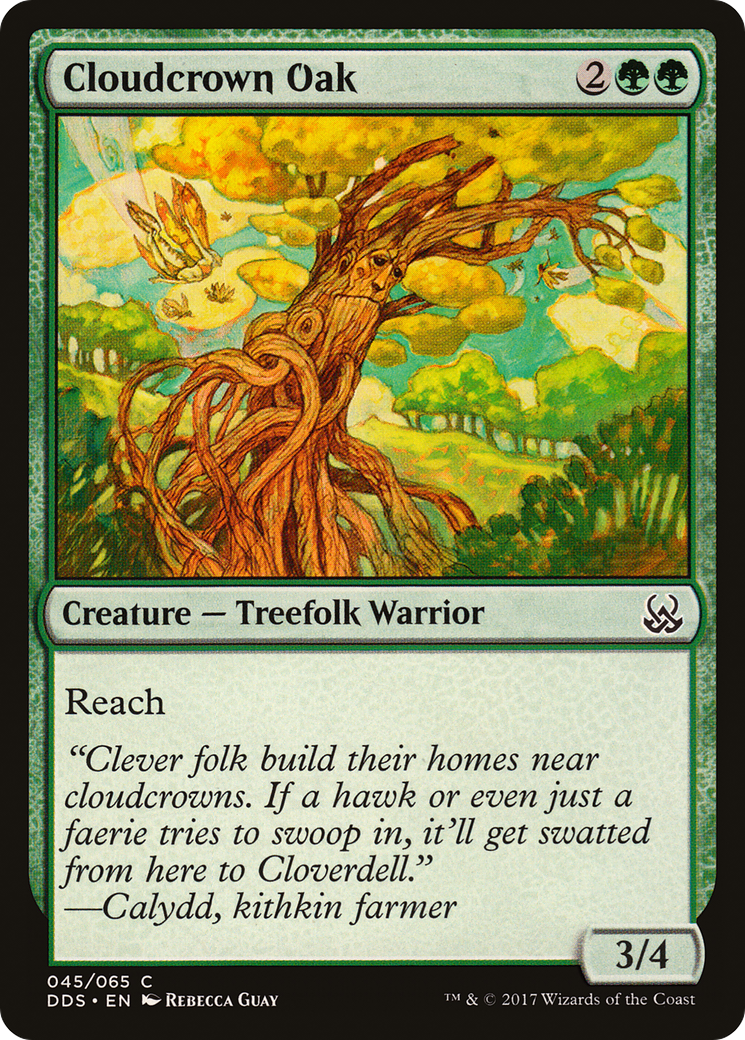 Cloudcrown Oak 2
Creature — Treefolk Warrior
Reach
“Clever folk build their homes near
cloudcrowns. If a hawk or even just a
faerie tries to swoop in, it’ll get swatted
from here to Cloverdell.”
—Calydd, kithkin farmer
3/4
045/065 C
DDS • EN Rebecca Guay
™ & © 2017 Wizards of the Coast